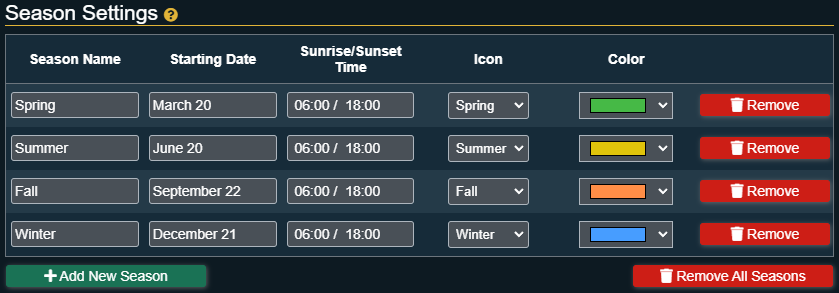 Season Settings ?
Season Name Starting Date Sunrise/Sunset Time Icon Color
Spring March 20 06:00 / 18:00 Spring Remove
Summer June 20 06:00 / 18:00 Summer Remove
Fall September 22 06:00 / 18:00 Fall Remove
Winter December 21 06:00 / 18:00 Winter Remove
Add New Season Remove All Seasons